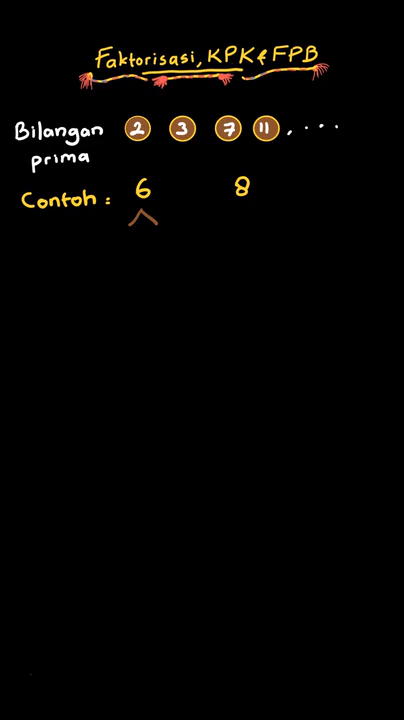 Faktorisasi, KPK & FPB
Bilangan 2 3 7 11 , ....
prima
Contoh : 6 8